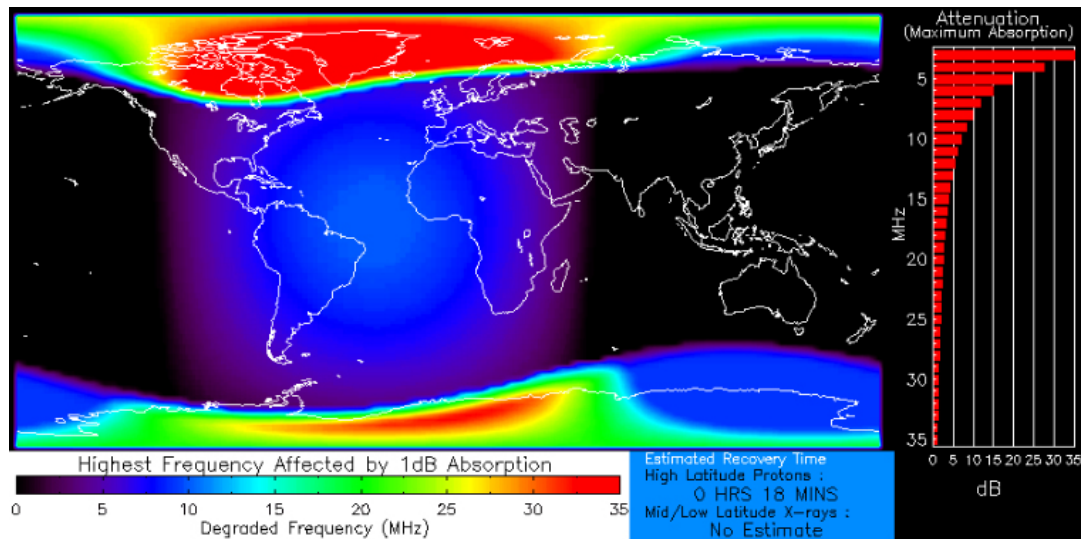 Attenuation
(Maximum Absorption)
5
10
15
MHz
20
25
30
35
0 5 10 15 20 25 30 35
dB
Highest Frequency Affected by 1dB Absorption
0 5 10 15 20 25 30 35
Degraded Frequency (MHz)
Estimated Recovery Time
High Latitude Protons :
0 HRS 18 MINS
Mid/Low Latitude X-rays :
No Estimate